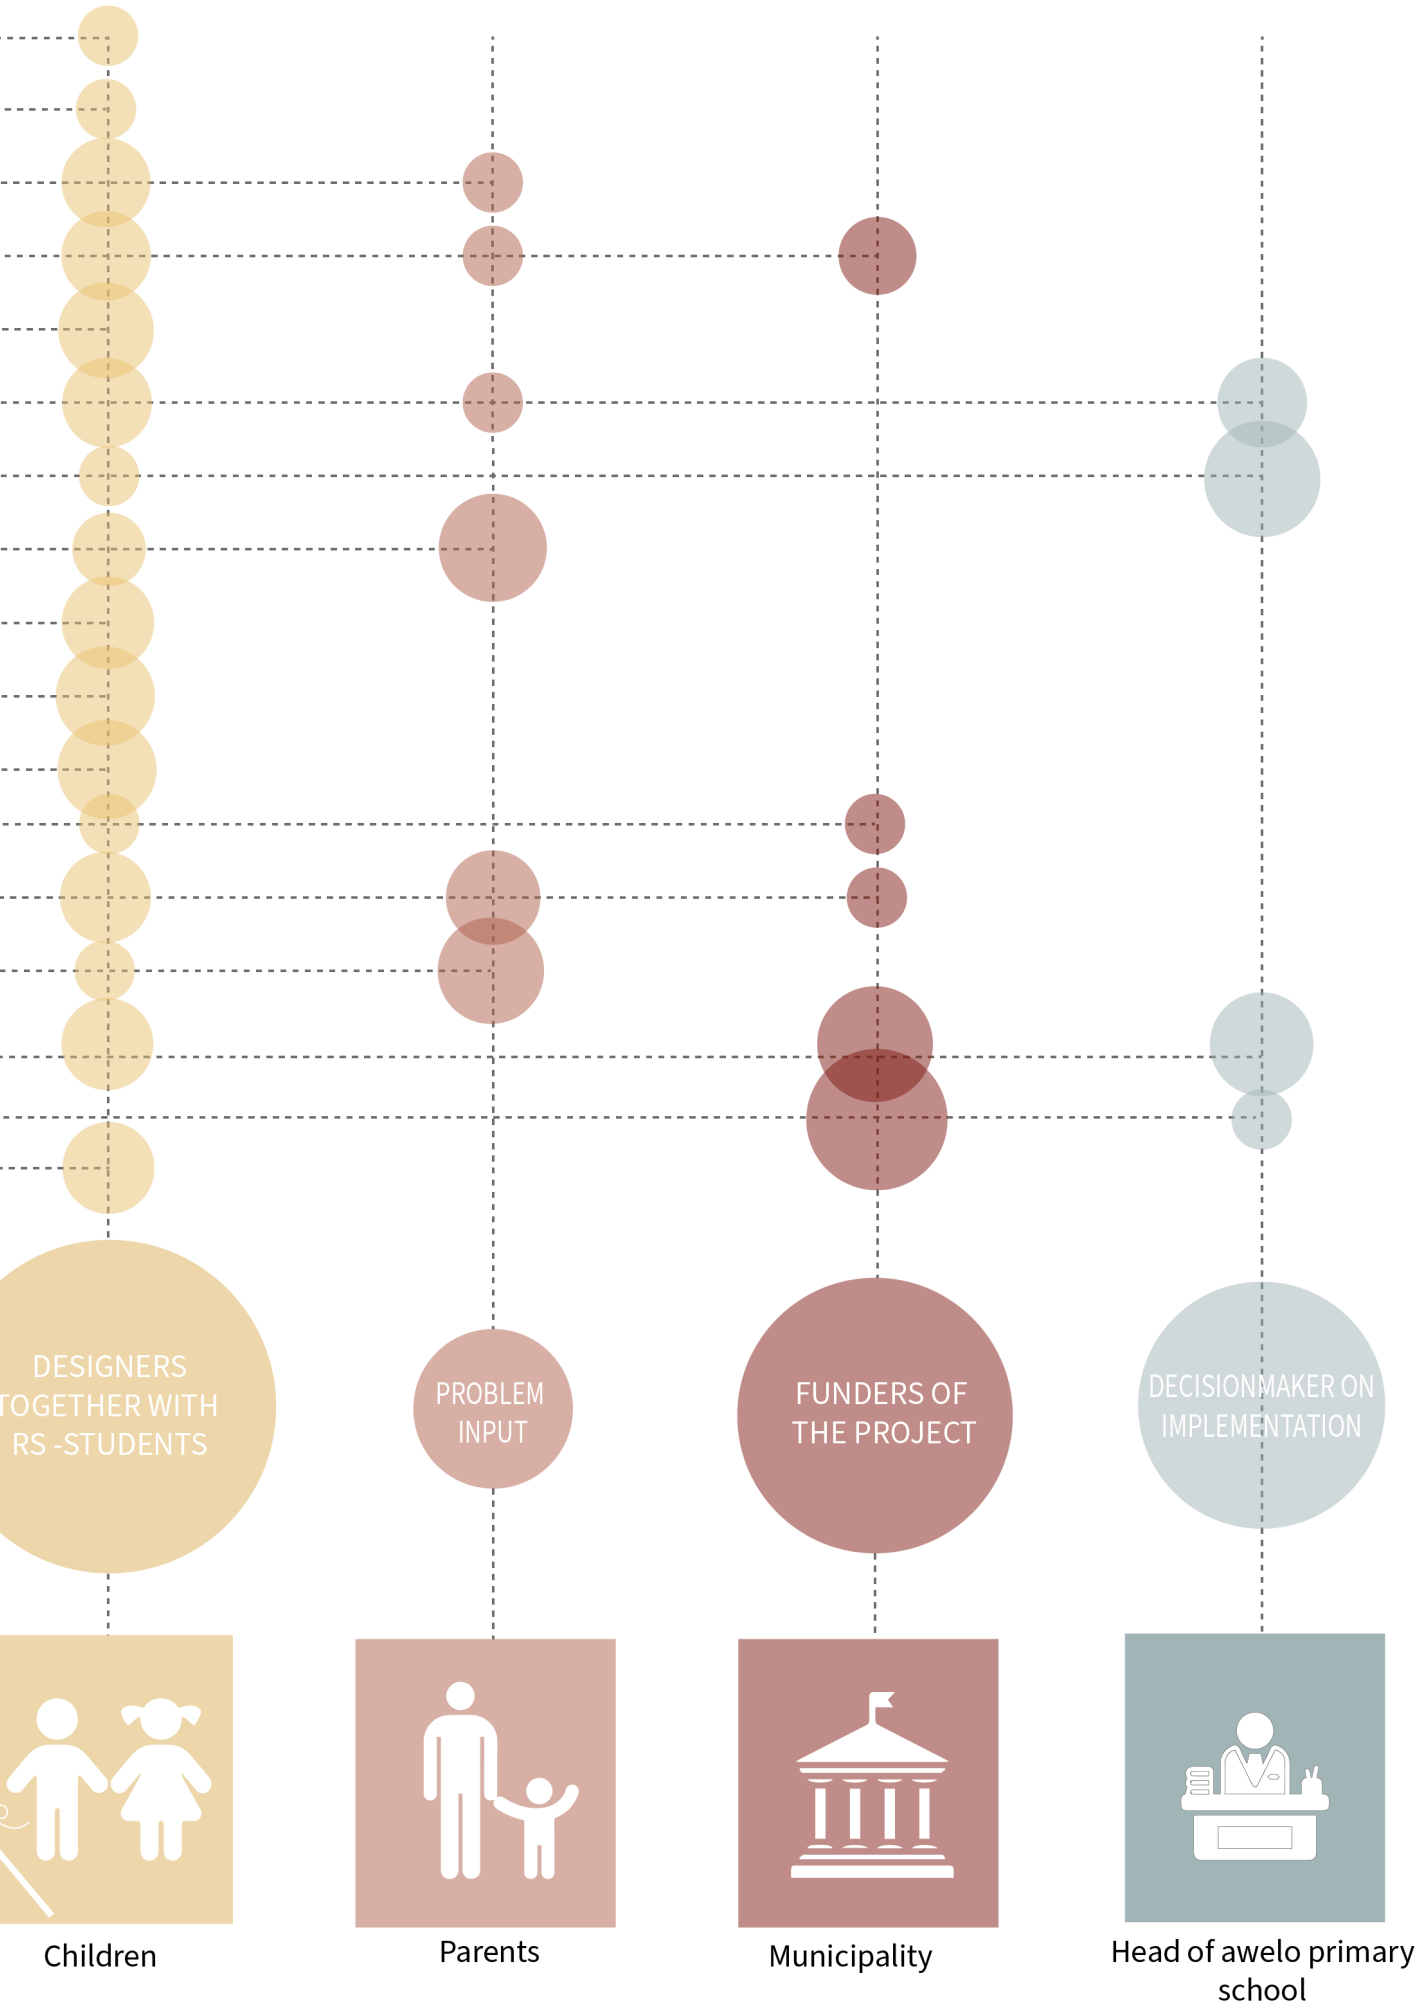 DESIGNERS
TOGETHER WITH
RS -STUDENTS
PROBLEM
INPUT
FUNDERS OF
THE PROJECT
DECISIONMAKER ON
IMPLEMENTATION
Children
Parents
Municipality
Head of awelo primary
school